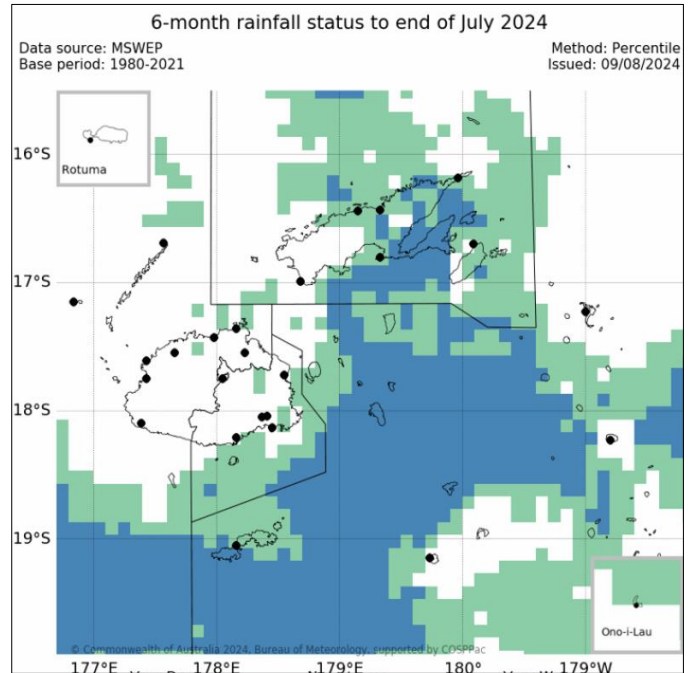 6-month rainfall status to end of July 2024
Data source: MSWEP
Method: Percentile
Base period: 1980-2021
Issued: 09/08/2024
Rotuma
16°S
17°S
18°S
19°S
Ono-i-Lau
© Commonwealth of Australia 2024, Bureau of Meteorology, supported by COSPPac
177°E
178°E
179°E
180°
179°W